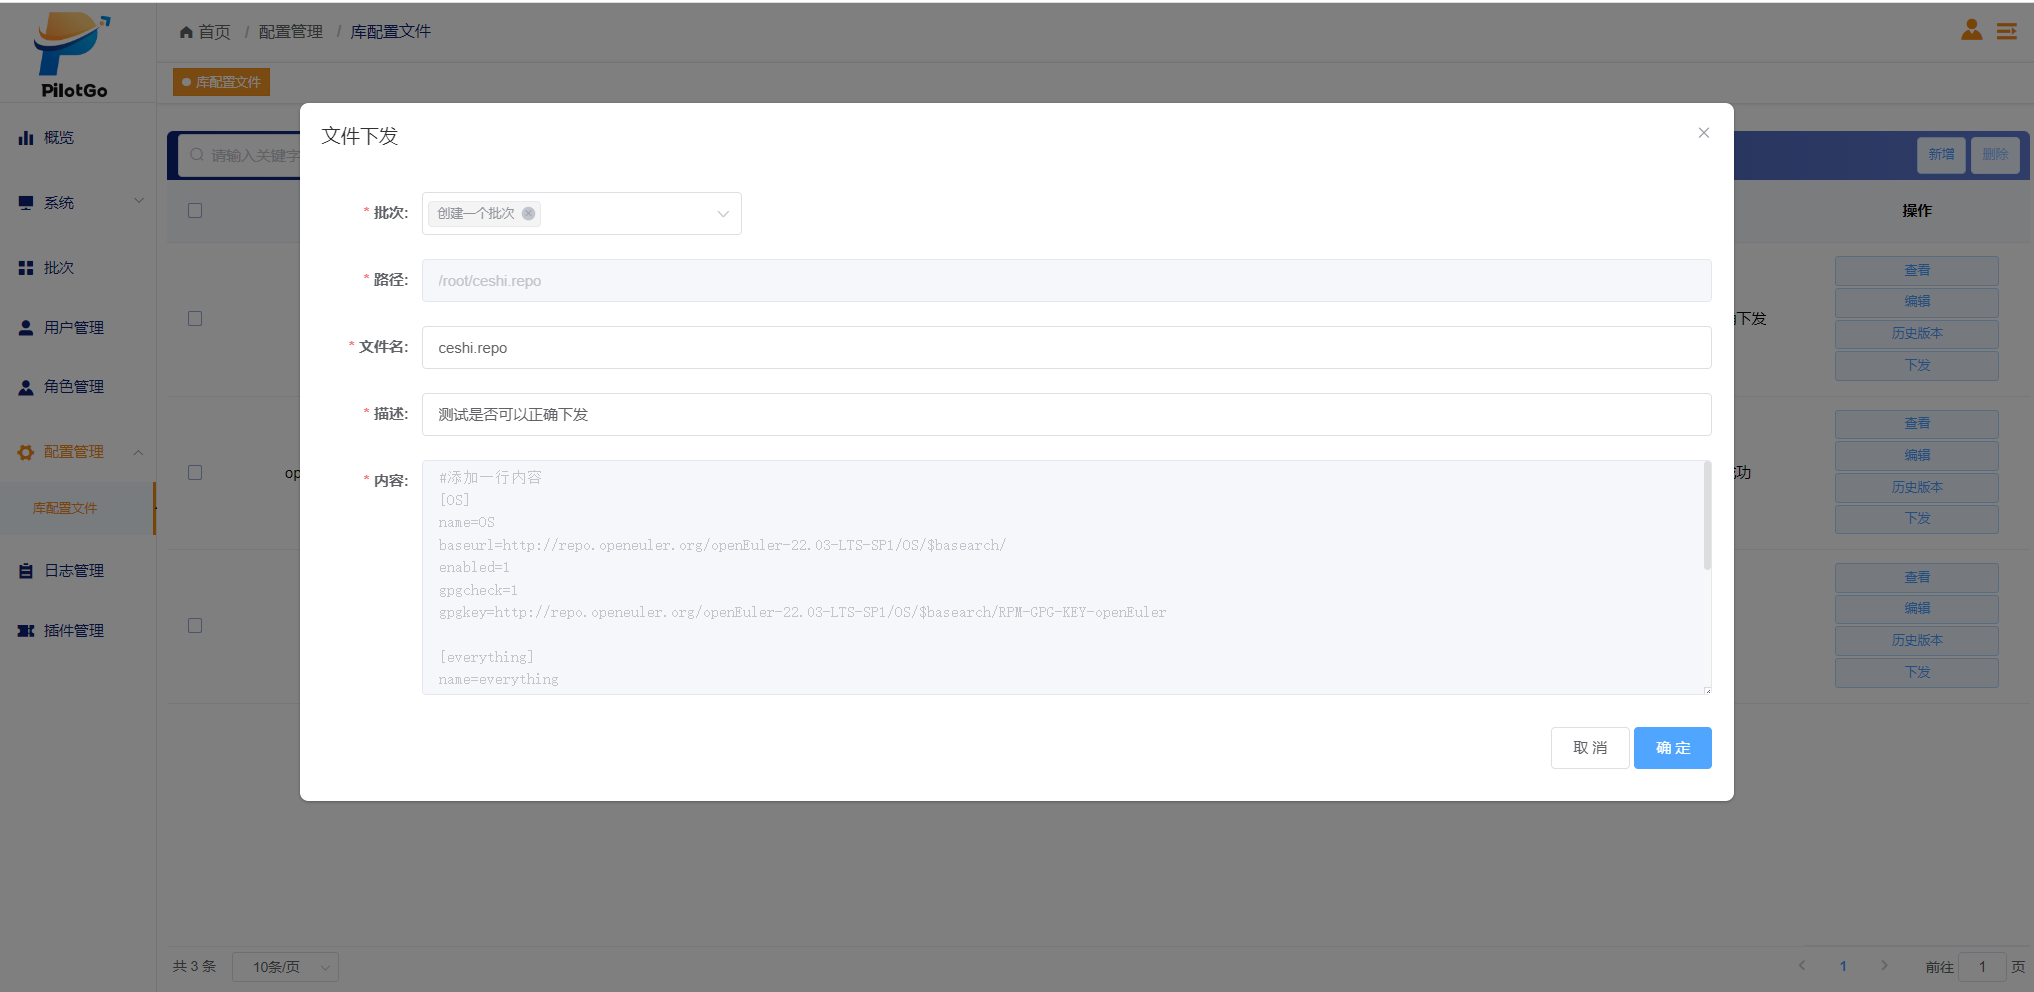 PilotGo
首页 / 配置管理 / 库配置文件
库配置文件
概览
系统
批次
用户管理
角色管理
配置管理
库配置文件
日志管理
插件管理
请输入关键字
新增 删除
操作
文件下发
* 批次: 创建一个批次
* 路径: /root/ceshi.repo
* 文件名: ceshi.repo
* 描述: 测试是否可以正确下发
* 内容: #添加一行内容
[OS]
name=OS
baseurl=http://repo.openeuler.org/openEuler-22.03-LTS-SP1/OS/$basearch/
enabled=1
gpgcheck=1
gpgkey=http://repo.openeuler.org/openEuler-22.03-LTS-SP1/OS/$basearch/RPM-GPG-KEY-openEuler
[everything]
name=everything
取 消 确 定
下发
查看
编辑
历史版本
下发
op
功
查看
编辑
历史版本
下发
查看
编辑
历史版本
下发
共 3 条 10条/页
1 前往 1 页